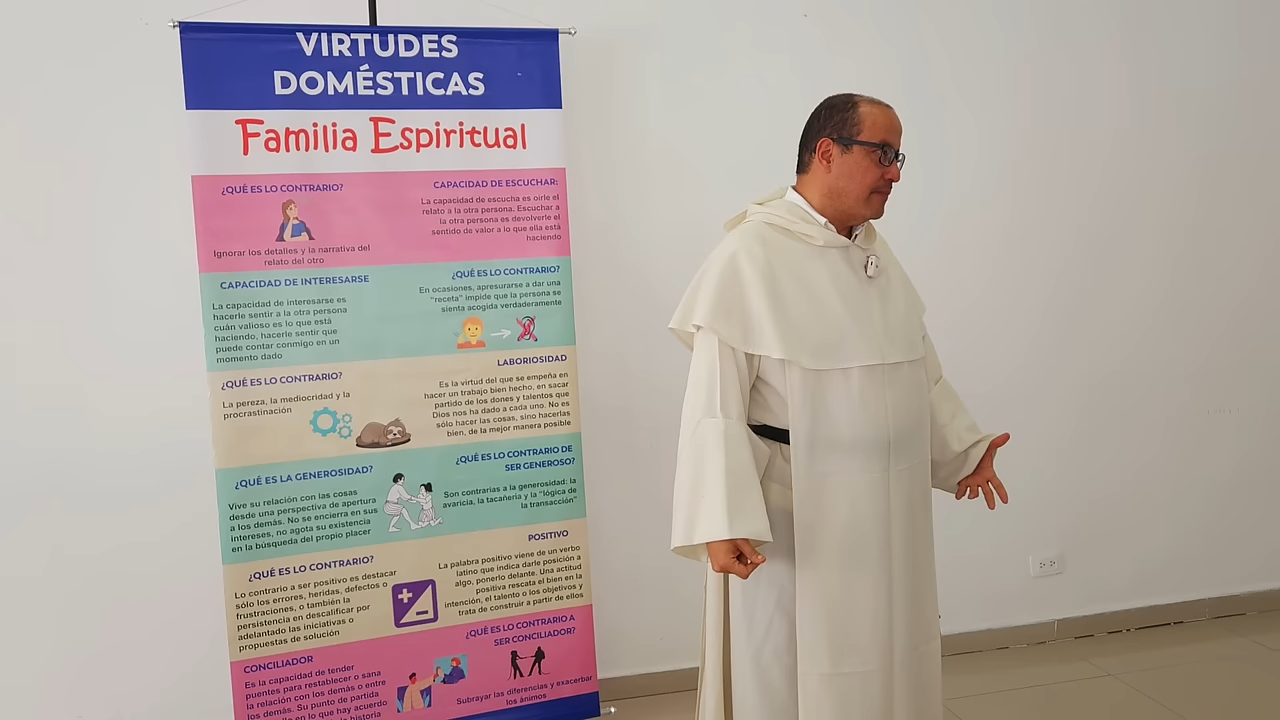 VIRTUDES
DOMÉSTICAS
Familia Espiritual
¿QUÉ ES LO CONTRARIO?
Ignorar los detalles y la narrativa del
relato del otro
CAPACIDAD DE ESCUCHAR:
La capacidad de escucha es oirle el
relato a la otra persona. Escuchar a
la otra persona es devolverle el
sentido de valor a lo que ella está
haciendo
CAPACIDAD DE INTERESARSE
La capacidad de interesarse es
hacerle sentir a la otra persona
cuán valioso es lo que está
haciendo, hacerle sentir que
puede contar conmigo en un
momento dado
¿QUÉ ES LO CONTRARIO?
En ocasiones, apresurarse a dar una
"receta" impide que la persona se
sienta acogida verdaderamente
¿QUÉ ES LO CONTRARIO?
La pereza, la mediocridad y la
procrastinación
LABORIOSIDAD
Es la virtud del que se empeña en
hacer un trabajo bien hecho, en sacar
partido de los dones y talentos que
Dios nos ha dado a cada uno. No es
sólo hacer las cosas, sino hacerlas
bien, de la mejor manera posible
¿QUÉ ES LA GENEROSIDAD?
Vive su relación con las cosas
desde una perspectiva de apertura
a los demás. No se encierra en sus
intereses, no agota su existencia
en la búsqueda del propio placer
¿QUÉ ES LO CONTRARIO DE
SER GENEROSO?
Son contrarias a la generosidad: la
avaricia, la tacañería y la "lógica de
la transacción"
¿QUÉ ES LO CONTRARIO?
Lo contrario a ser positivo es destacar
sólo los errores, heridas, defectos o
frustraciones, o también la
persistencia en descalificar por
adelantado las iniciativas o
propuestas de solución
POSITIVO
La palabra positivo viene de un verbo
latino que indica darle posición a
algo, ponerlo delante. Una actitud
positiva rescata el bien en la
intención, el talento o los objetivos y
trata de construir a partir de ellos
CONCILIADOR
Es la capacidad de tender
puentes para restablecer o sana
la relación con los demás o entre
los demás. Su punto de partida
en lo que hay acuerdo
la historia
¿QUÉ ES LO CONTRARIO A
SER CONCILIADOR?
Subrayar las diferencias y exacerbar
los ánimos